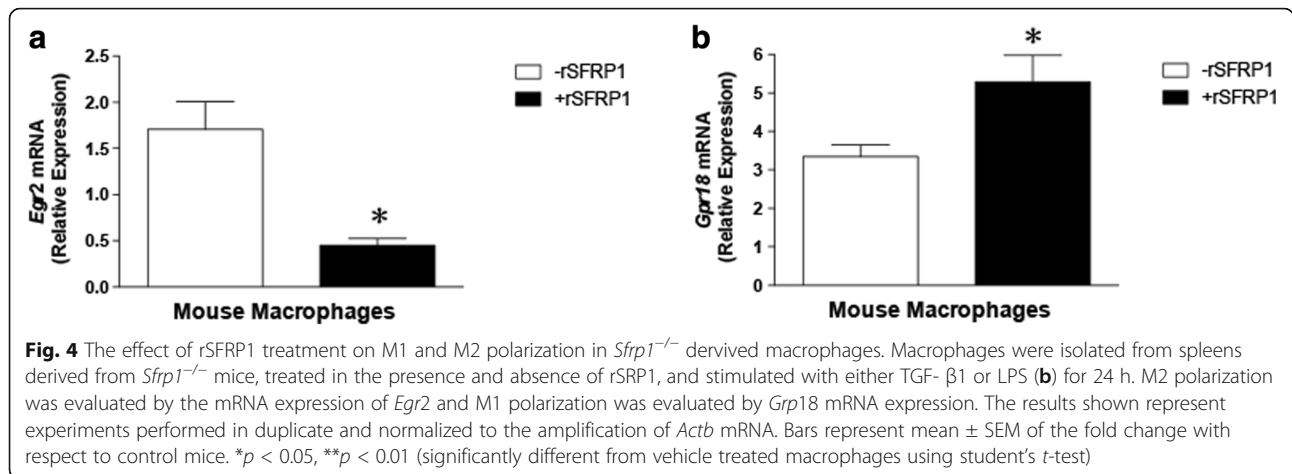 a
2.5
2.0
1.5
1.0
0.5
0.0
Egr2 mRNA
(Relative Expression)
-rSFRP1
+rSFRP1
*
Mouse Macrophages
b
6
5
4
3
2
1
0
Gpr18 mRNA
(Relative Expression)
*
-rSFRP1
+rSFRP1
Mouse Macrophages
Fig. 4 The effect of rSFRP1 treatment on M1 and M2 polarization in Sfrp1−/− dervived macrophages. Macrophages were isolated from spleens
derived from Sfrp1−/− mice, treated in the presence and absence of rSRP1, and stimulated with either TGF- β1 or LPS (b) for 24 h. M2 polarization
was evaluated by the mRNA expression of Egr2 and M1 polarization was evaluated by Grp18 mRNA expression. The results shown represent
experiments performed in duplicate and normalized to the amplification of Actb mRNA. Bars represent mean ± SEM of the fold change with
respect to control mice. *p < 0.05, **p < 0.01 (significantly different from vehicle treated macrophages using student's t-test)